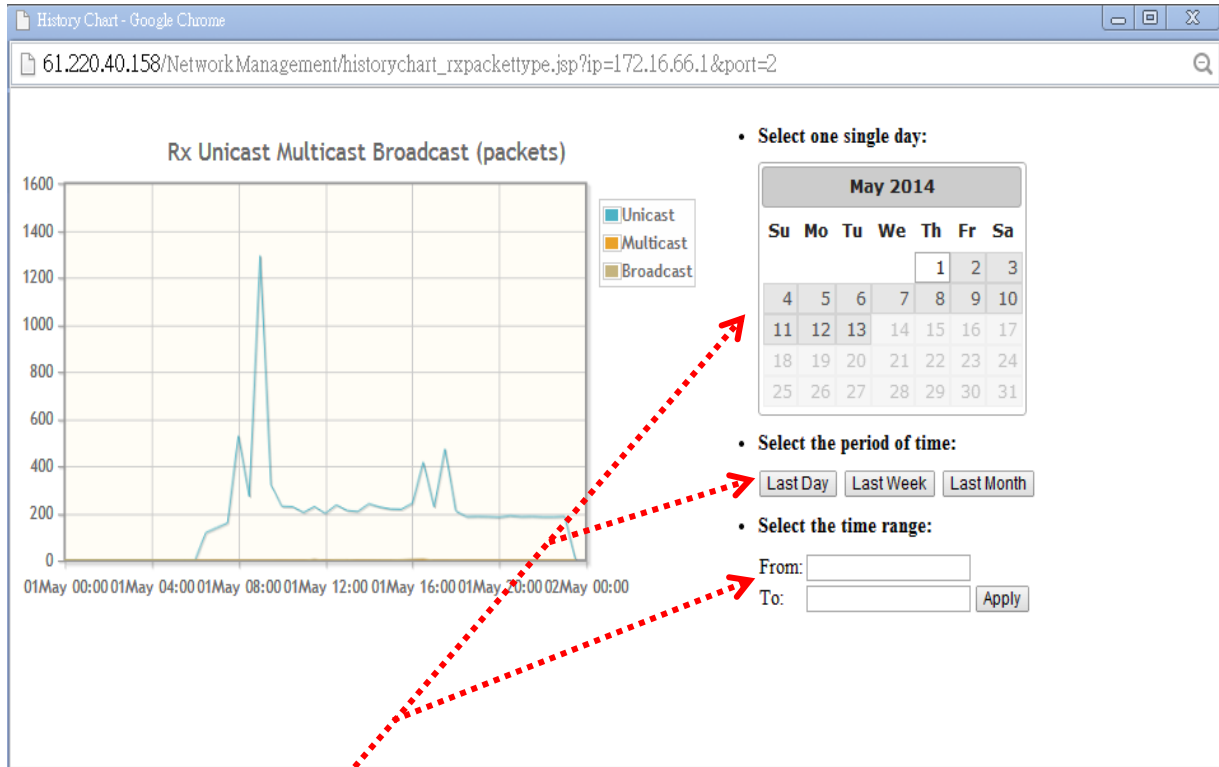 History Chart - Google Chrome
61.220.40.158/NetworkManagement/historychart_rxpackettype.jsp?ip=172.16.66.1&port=2
Rx Unicast Multicast Broadcast (packets)
1600
1400
1200
1000
800
600
400
200
0
01May 00:00 01May 04:00 01May 08:00 01May 12:00 01May 16:00 01May 20:00 02May 00:00
Unicast
Multicast
Broadcast
• Select one single day:
May 2014
Su Mo Tu We Th Fr Sa
1 2 3
4 5 6 7 8 9 10
11 12 13 14 15 16 17
18 19 20 21 22 23 24
25 26 27 28 29 30 31
• Select the period of time:
Last Day Last Week Last Month
• Select the time range:
From:
To: Apply